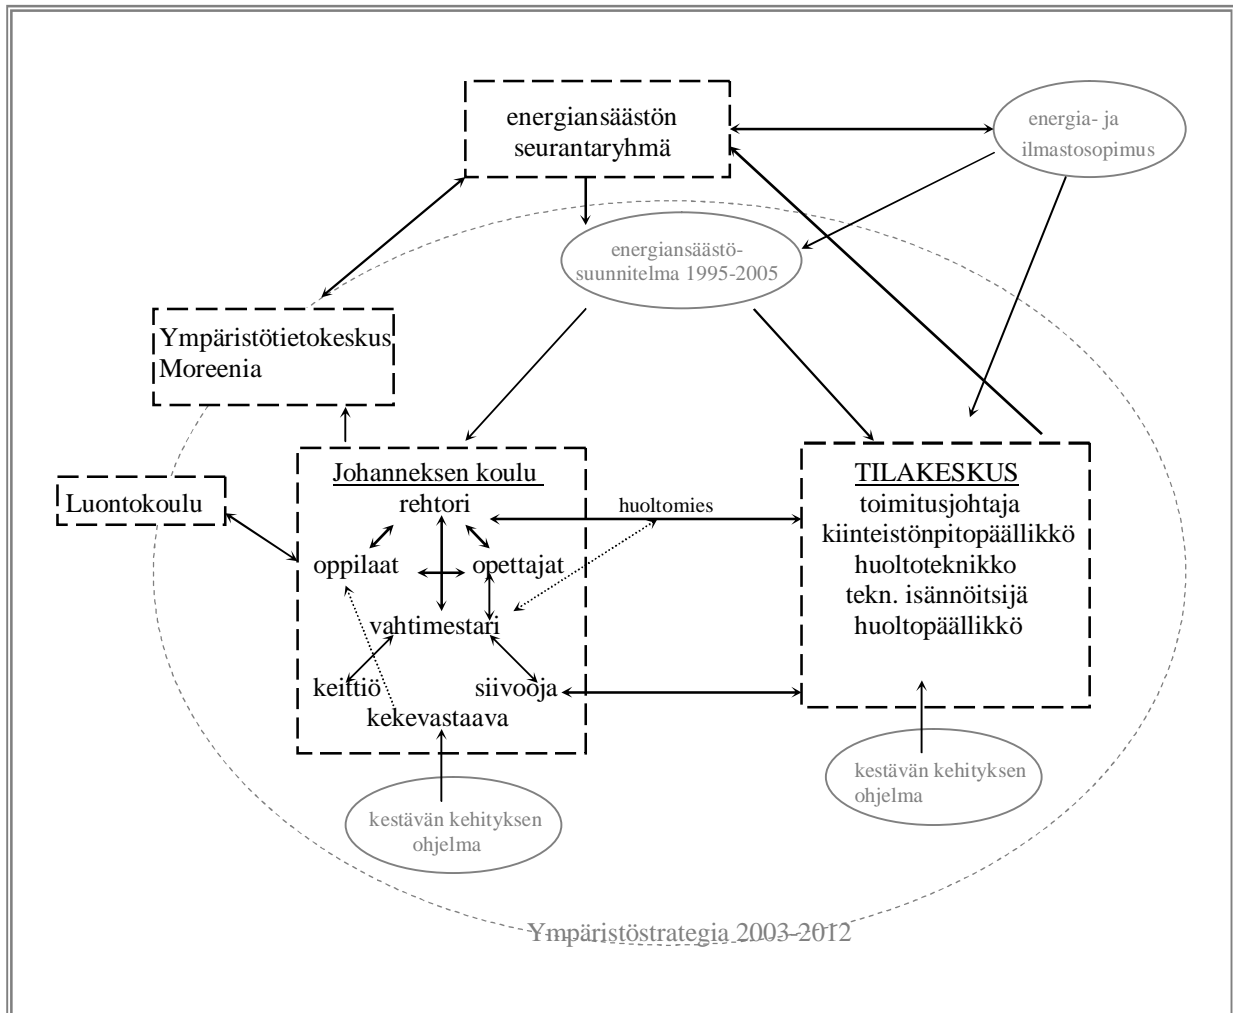 energiansäästön
seurantaryhmä
energia- ja
ilmastosopimus
energiansäästö-
suunnitelma 1995-2005
Ympäristötietokeskus
Moreenia
Luontokoulu
Johanneksen koulu
rehtori
oppilaat
opettajat
vahtimestari
keittiö
siivooja
kekevastaava
huoltomies
TILAKESKUS
toimitusjohtaja
kiinteistönpitopäällikkö
huoltoteknikko
tekn. isännöitsijä
huoltopäällikkö
kestävän kehityksen
ohjelma
kestävän kehityksen
ohjelma
Ympäristöstrategia 2003-2012